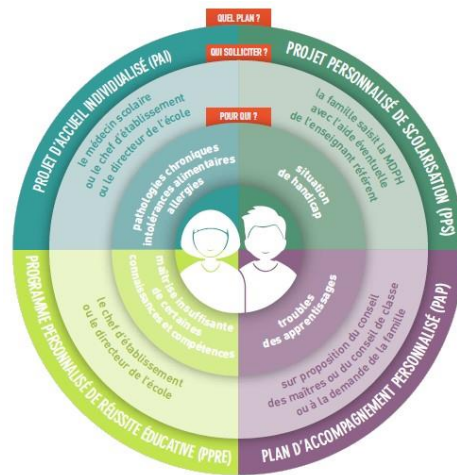 QUEL PLAN ?
QUI SOLLICITER ?
POUR QUI ?
PROJET D'ACCUEIL INDIVIDUALISÉ (PAI)
le médecin scolaire
ou le chef d'établissement
ou le directeur de l'école
pathologies chroniques
intolérances alimentaires
allergies
PROJET PERSONNALISÉ DE SCOLARISATION (PPS)
la famille saisit la MDPH
avec l'aide éventuelle
de l'enseignant référent
situation
de handicap
PROGRAMME PERSONNALISÉ DE RÉUSSITE ÉDUCATIVE (PPRE)
le chef d'établissement
ou le directeur de l'école
maîtrise insuffisante
de certaines
connaissances et compétences
PLAN D'ACCOMPAGNEMENT PERSONNALISÉ (PAP)
sur proposition du conseil
des maîtres ou du conseil de classe
ou à la demande de la famille
troubles
des apprentissages